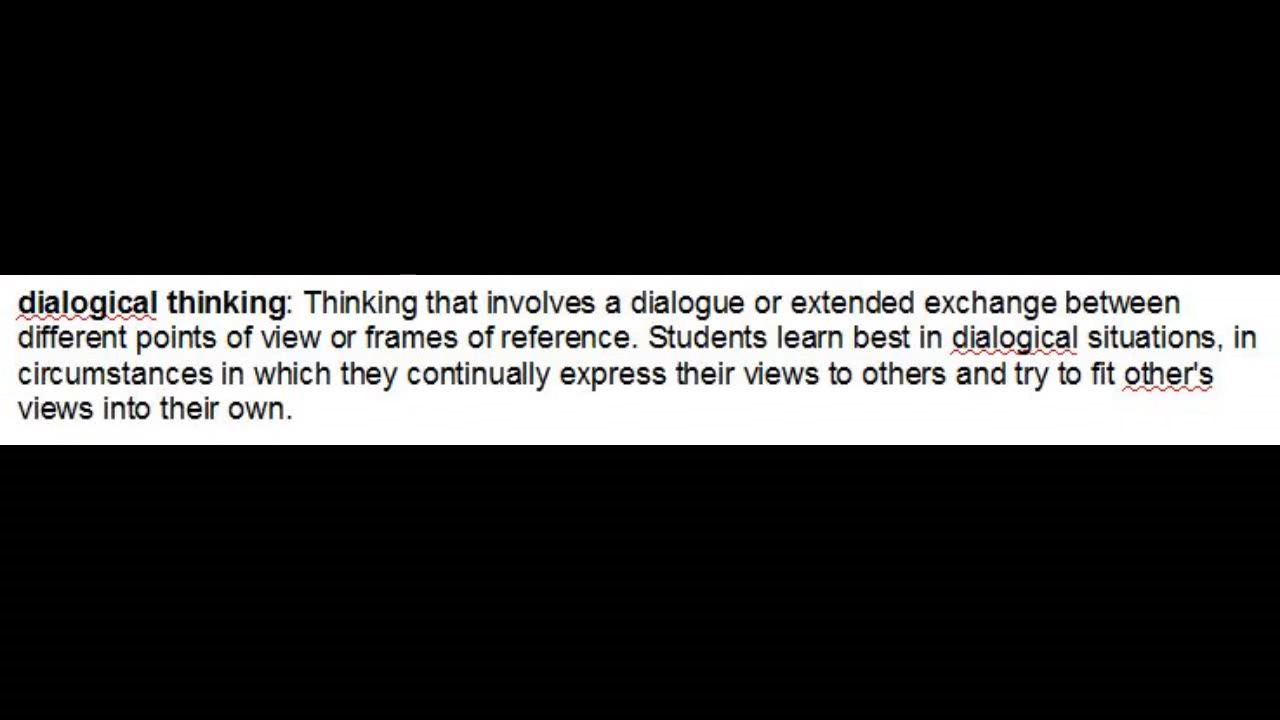 dialogical thinking: Thinking that involves a dialogue or extended exchange between
different points of view or frames of reference. Students learn best in dialogical situations, in
circumstances in which they continually express their views to others and try to fit other's
views into their own.